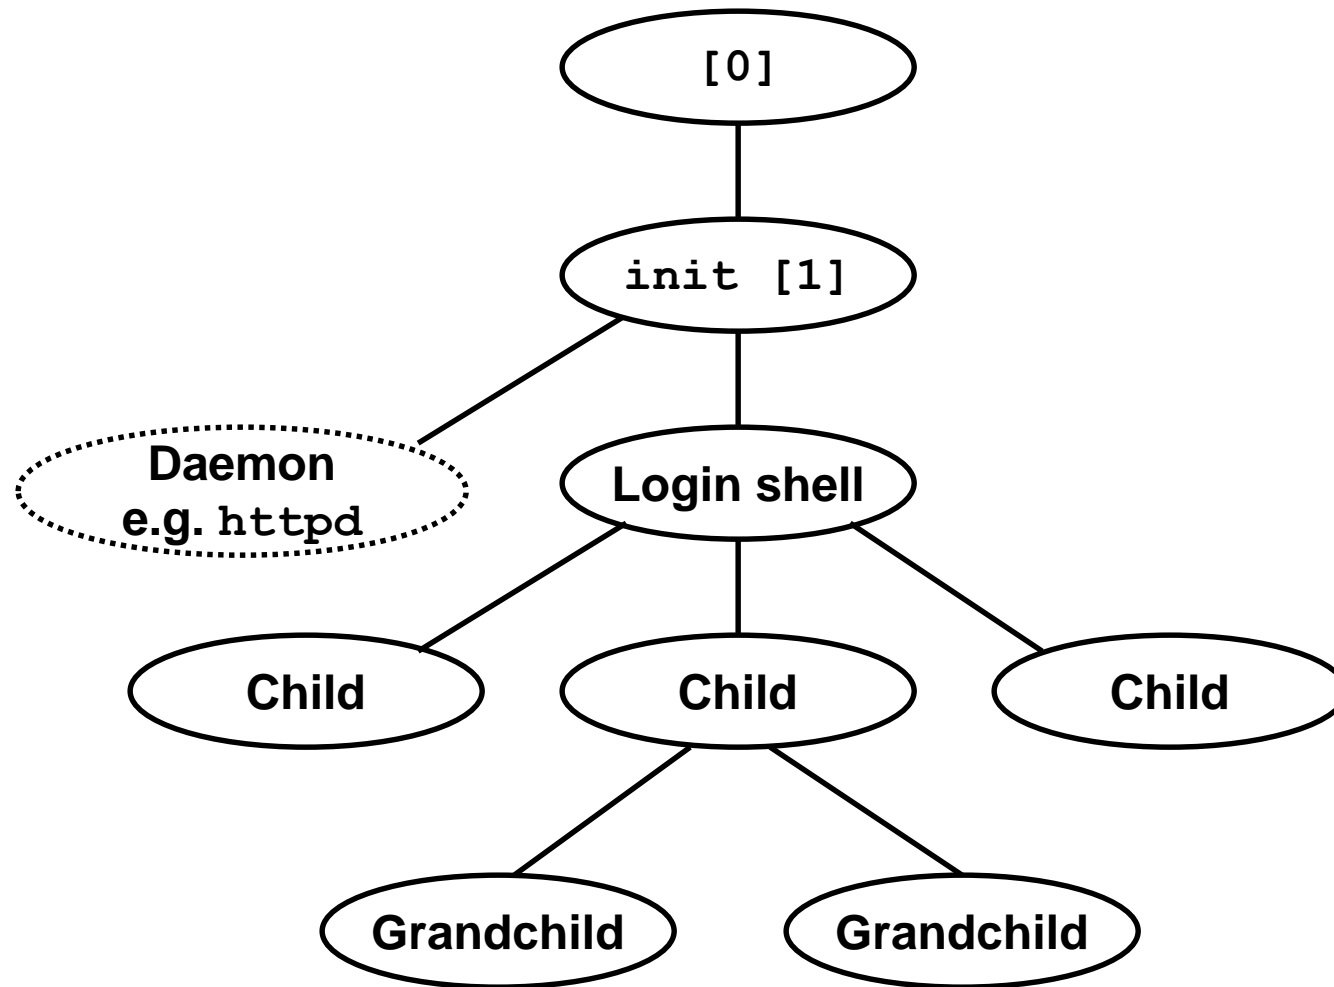 [0]
init [1]
Daemon
e.g. httpd
Login shell
Child
Child
Child
Grandchild
Grandchild